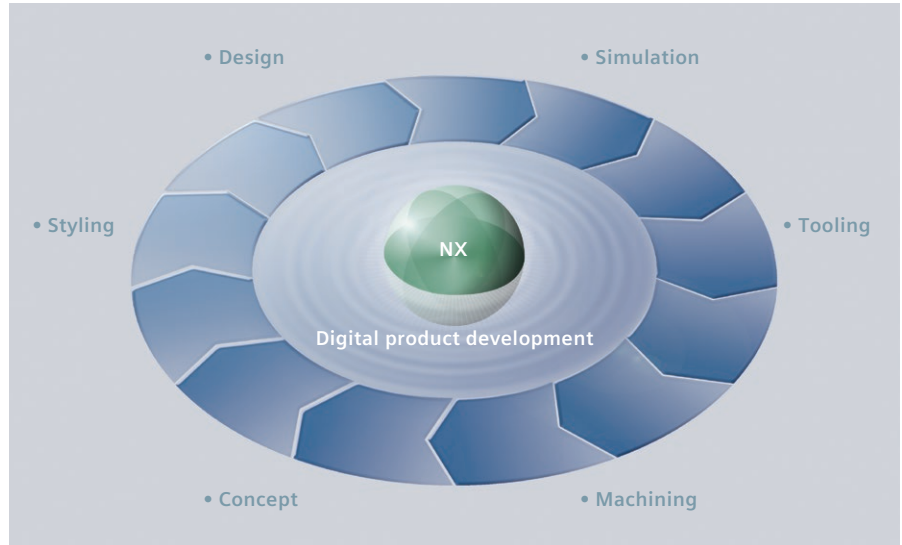 • Design
• Simulation
• Styling
NX
• Tooling
Digital product development
• Concept
• Machining